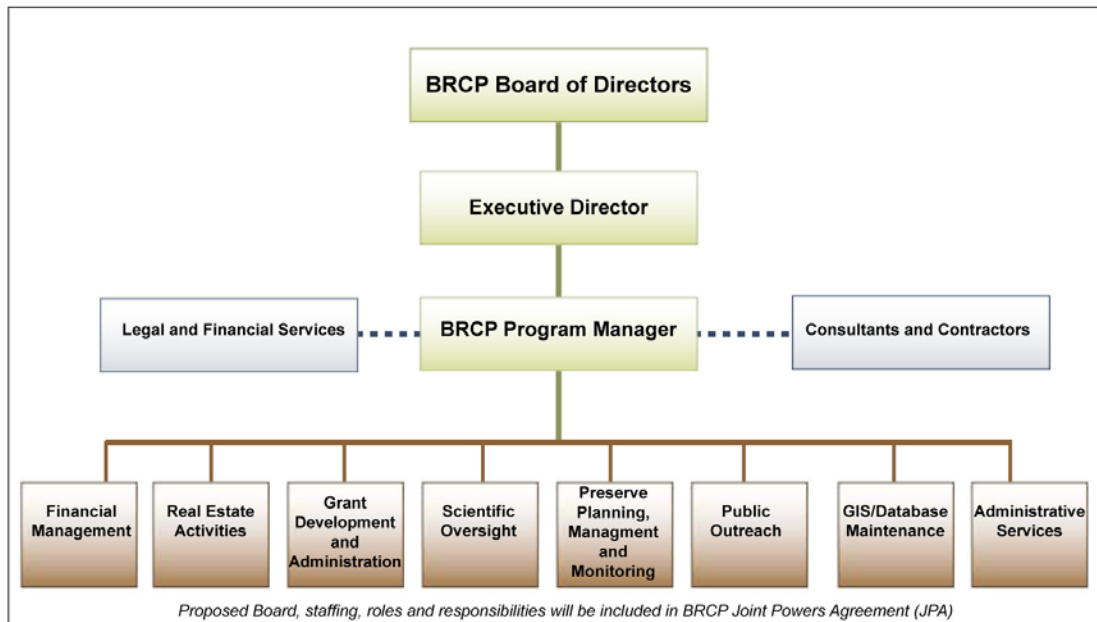 BRCP Board of Directors
Executive Director
Legal and Financial Services
BRCP Program Manager
Consultants and Contractors
Financial
Management
Real Estate
Activities
Grant
Development
and
Administration
Scientific
Oversight
Preserve
Planning,
Managment
and
Monitoring
Public
Outreach
GIS/Database
Maintenance
Administrative
Services
Proposed Board, staffing, roles and responsibilities will be included in BRCP Joint Powers Agreement (JPA)